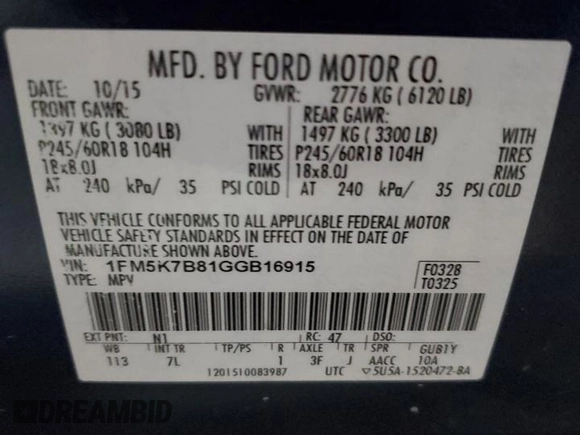 MFD. BY FORD MOTOR CO.
DATE: 10/15 GVWR: 2776 KG ( 6120 LB)
FRONT GAWR: REAR GAWR:
1397 KG ( 3080 LB) WITH 1497 KG ( 3300 LB) WITH
P245/60R18 104H TIRES P245/60R18 104H TIRES
18x8.0J RIMS 18x8.0J RIMS
AT 240 kPa/ 35 PSI COLD AT 240 kPa/ 35 PSI COLD
THIS VEHICLE CONFORMS TO ALL APPLICABLE FEDERAL MOTOR
VEHICLE SAFETY STANDARDS IN EFFECT ON THE DATE OF
MANUFACTURE SHOWN ABOVE.
VIN: 1FM5K7B81GGB16915 F0328
TYPE: MPV T0325
EXT PNT: N1 RC: 47 DSO:
WB INT TR TP/PS R AXLE TR SPR GUB1Y
113 7L 1 3F J AACC 10A
1201510083987 UTC ▽5U5A-1520472-BA
DREAMBID